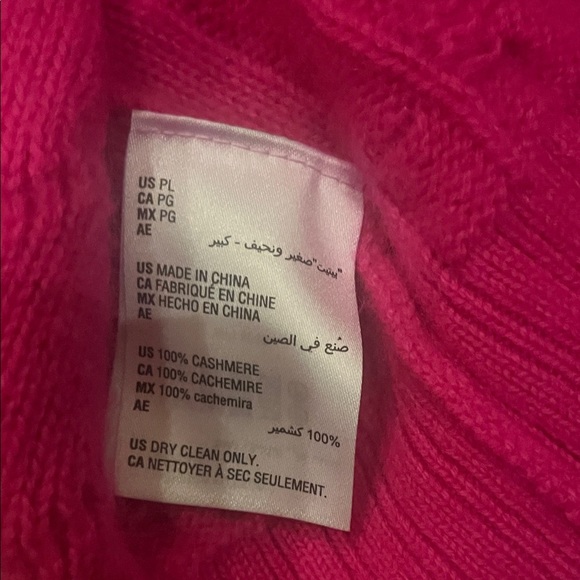 US PL
CA PG
MX PG
AE
"بيتيت" صغير ونحيف - كبير
US MADE IN CHINA
CA FABRIQUÉ EN CHINE
MX HECHO EN CHINA
AE
صُنع في الصين
US 100% CASHMERE
CA 100% CACHEMIRE
MX 100% cachemira
AE
100% كشمير
US DRY CLEAN ONLY.
CA NETTOYER À SEC SEULEMENT.